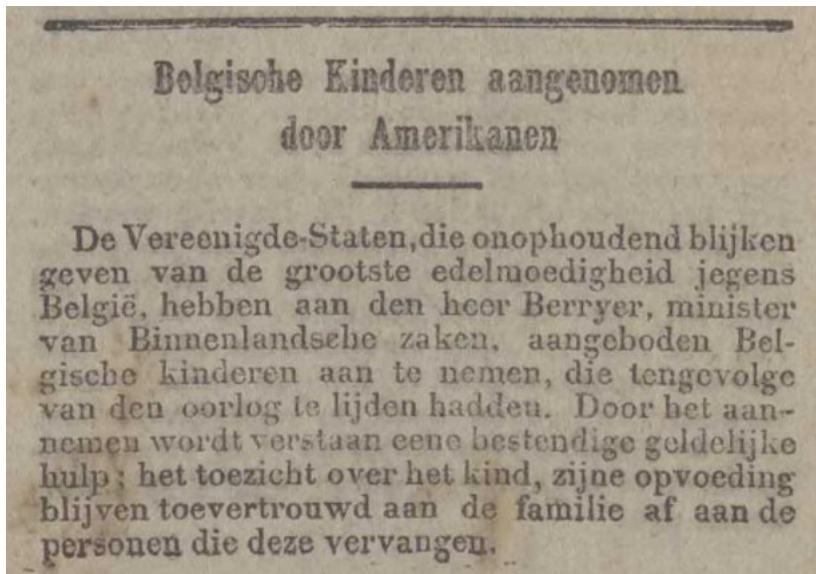 Belgische Kinderen aangenomen
door Amerikanen
De Vereenigde-Staten, die onophoudend blijken
geven van de grootste edelmoedigheid jegens
België, hebben aan den heer Berryer, minister
van Binnenlandsche zaken, aangeboden Bel-
gische kinderen aan te nemen, die tengevolge
van den oorlog te lijden hadden. Door het aan-
nemen wordt verstaan eene bestendige geldelijke
hulp; het toezicht over het kind, zijne opvoeding
blijven toevertrouwd aan de familie af aan de
personen die deze vervangen.